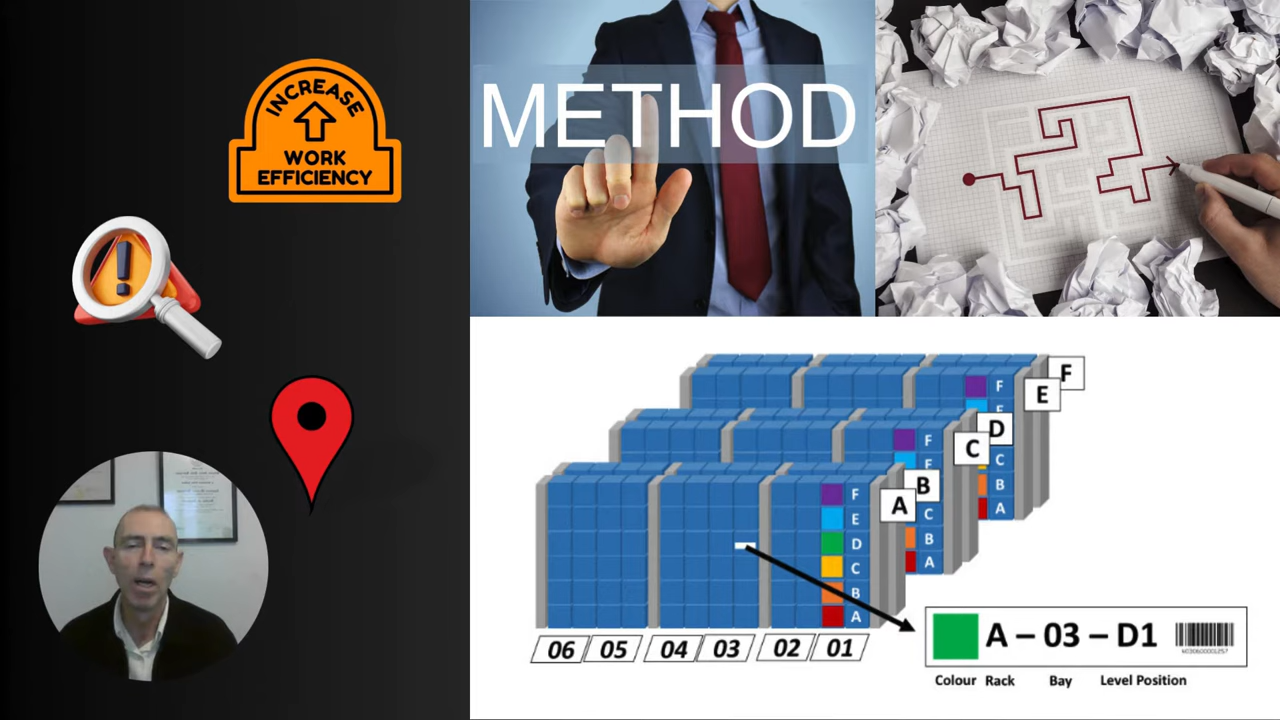 INCREASE
WORK
EFFICIENCY
METHOD
F
F
E
F
D
C
C
F
B
A
B
A
C
B
A
F
E
D
C
B
A
06 05 04 03 02 01
A – 03 – D1
Colour Rack Bay Level Position